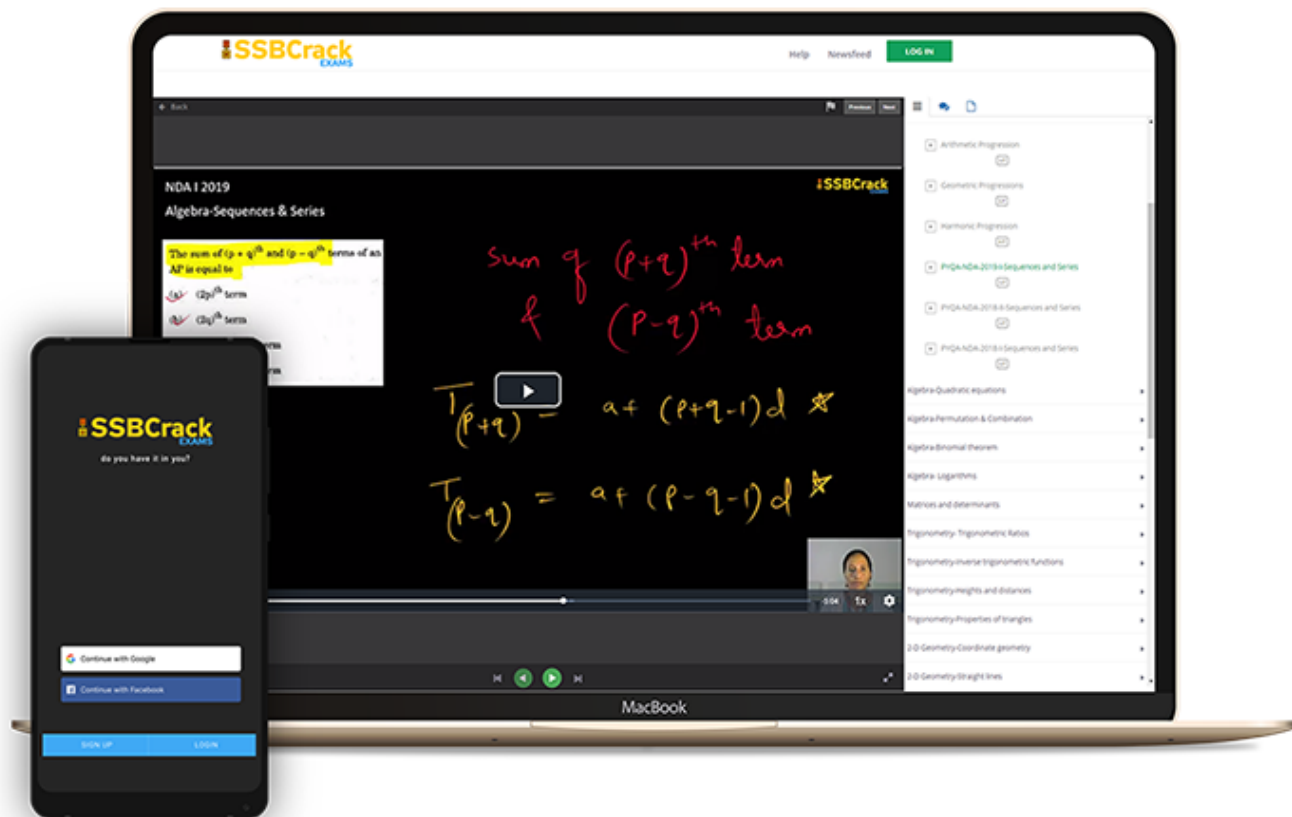 SSBCrack
EXAMS
Help Newsfeed LOG IN
Back
Previous Next
NDA I 2019
Algebra-Sequences & Series
SSBCrack
EXAMS
The sum of (p + q)th and (p − q)th terms of an
AP is equal to
(a) (2p)th term
(b) (2q)th term
sum of (p+q)th term
& (p-q)th term
T(p+q) = a+ (p+q-1)d
T(p-q) = a+ (p-q-1)d
1x
Arithmetic Progression
Geometric Progressions
Harmonic Progression
PYQA-NDA-2019-I-Sequences and Series
PYQA-NDA-2018-II-Sequences and Series
PYQA-NDA-2018-I-Sequences and Series
Algebra-Quadratic equations
Algebra-Permutation & Combination
Algebra-Binomial theorem
Algebra- Logarithms
Matrices and determinants
Trigonometry- Trigonometric Ratios
Trigonometry-Inverse trigonometric functions
Trigonometry-Heights and distances
Trigonometry-Properties of triangles
2-D Geometry-Coordinate geometry
2-D Geometry-Straight lines
MacBook
SSBCrack
EXAMS
do you have it in you?
Continue with Google
Continue with Facebook
SIGN UP LOGIN